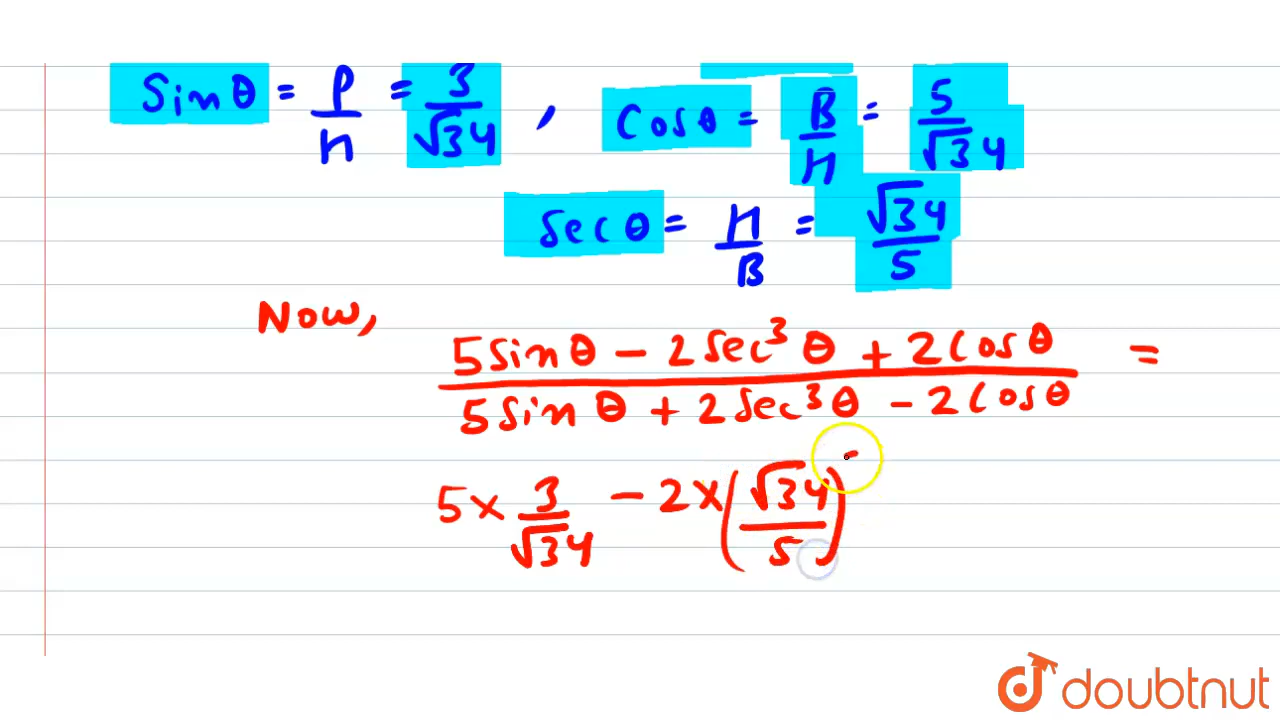 Sinθ = P/H = 3/√34 , Cosθ = B/H = 5/√34
Secθ = H/B = √34/5
Now,
5Sinθ - 2Sec³θ + 2Cosθ =
5Sinθ + 2Sec³θ - 2Cosθ
5 × 3/√34 - 2 × (√34/5)
doubtnut